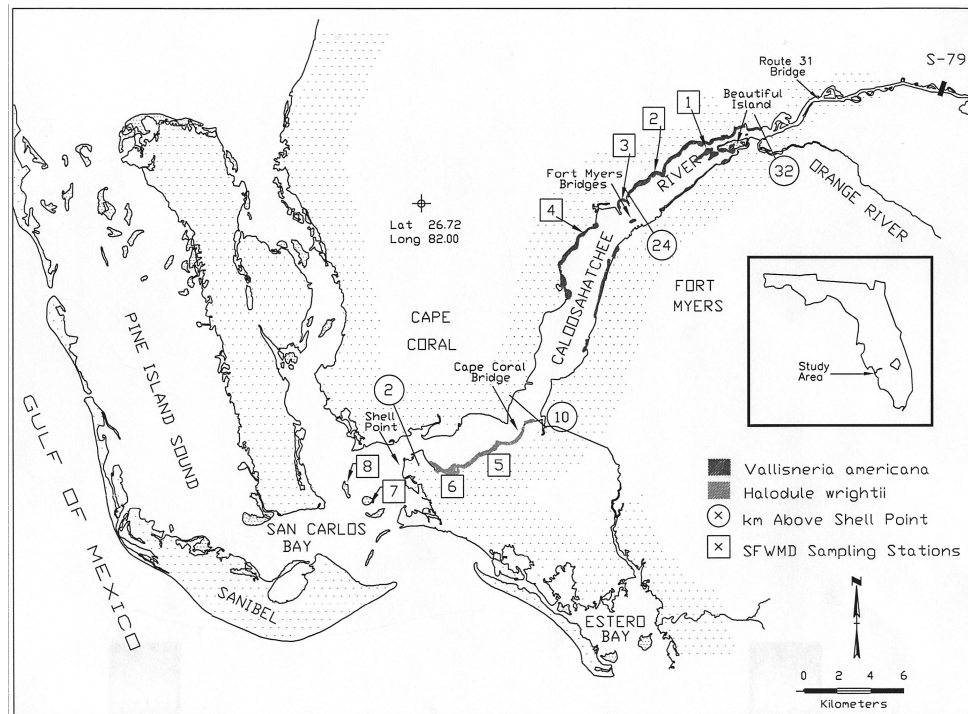 S-79
Route 31
Bridge
Beautiful
Island
1
2
3
Fort Myers
Bridges
RIVER
32
ORANGE RIVER
4
24
Lat 26.72
Long 82.00
CALOOSAHATCHEE
FORT
MYERS
CAPE
CORAL
PINE ISLAND SOUND
Cape Coral
Bridge
Study
Area
2
Shell
Point
10
GULF OF MEXICO
8
5
7
6
Vallisneria americana
Halodule wrightii
× km Above Shell Point
× SFWMD Sampling Stations
SAN CARLOS
BAY
SANIBEL
ESTERO
BAY
N
0 2 4 6
Kilometers